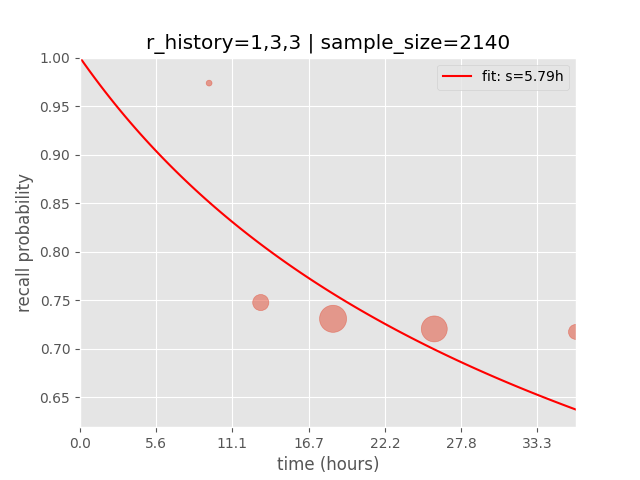 r_history=1,3,3 | sample_size=2140
fit: s=5.79h
recall probability
1.00
0.95
0.90
0.85
0.80
0.75
0.70
0.65
0.0 5.6 11.1 16.7 22.2 27.8 33.3
time (hours)